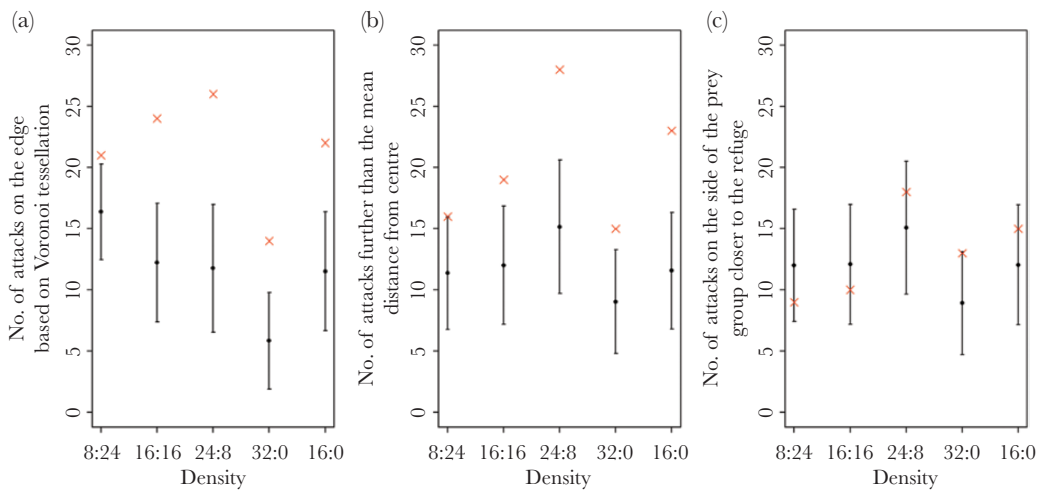 (a)
No. of attacks on the edge
based on Voronoi tessellation
30
25
20
15
10
5
0
8:24 16:16 24:8 32:0 16:0
Density
(b)
No. of attacks further than the mean
distance from centre
30
25
20
15
10
5
0
8:24 16:16 24:8 32:0 16:0
Density
(c)
No. of attacks on the side of the prey
group closer to the refuge
30
25
20
15
10
5
0
8:24 16:16 24:8 32:0 16:0
Density